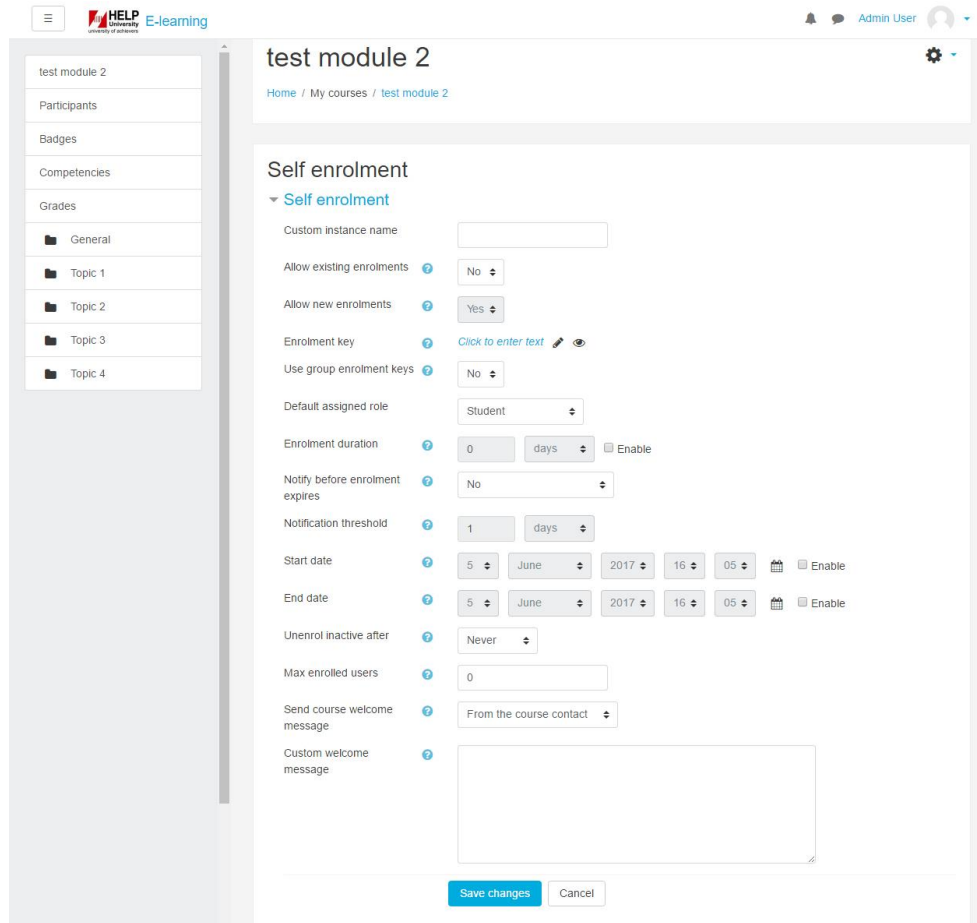 HELP
University
university of achievers
E-learning
Admin User
test module 2
Participants
Badges
Competencies
Grades
General
Topic 1
Topic 2
Topic 3
Topic 4
test module 2
Home / My courses / test module 2
Self enrolment
Self enrolment
Custom instance name
Allow existing enrolments No
Allow new enrolments Yes
Enrolment key Click to enter text
Use group enrolment keys No
Default assigned role Student
Enrolment duration 0 days Enable
Notify before enrolment
expires
No
Notification threshold 1 days
Start date 5 June 2017 16 05 Enable
End date 5 June 2017 16 05 Enable
Unenrol inactive after Never
Max enrolled users 0
Send course welcome
message
From the course contact
Custom welcome
message
Save changes Cancel